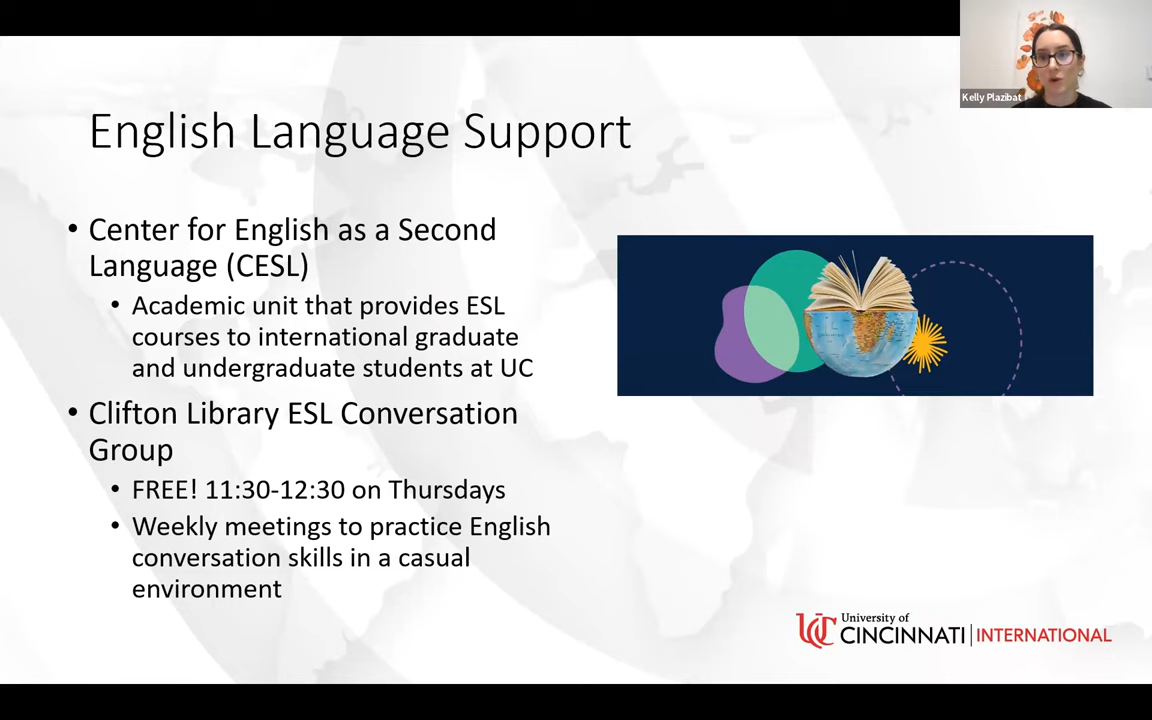 Kelly Plazibat
English Language Support
• Center for English as a Second
Language (CESL)
• Academic unit that provides ESL
courses to international graduate
and undergraduate students at UC
• Clifton Library ESL Conversation
Group
• FREE! 11:30-12:30 on Thursdays
• Weekly meetings to practice English
conversation skills in a casual
environment
UC University of
CINCINNATI | INTERNATIONAL